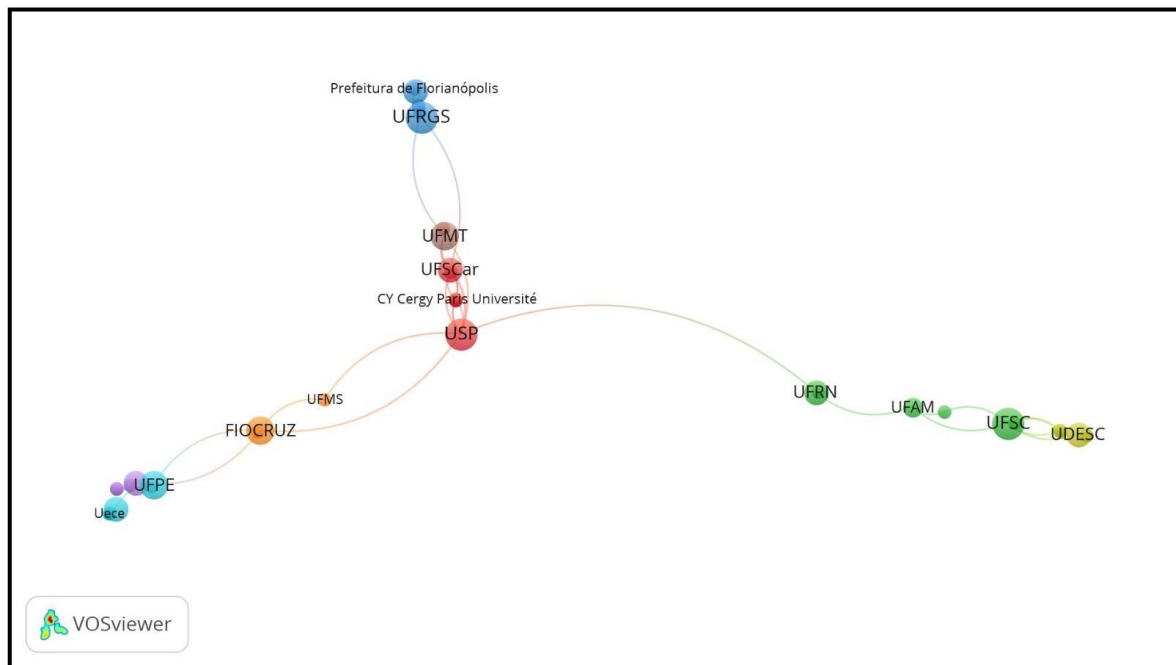 Prefeitura de Florianópolis
UFRGS
UFMT
UFSCar
CY Cergy Paris Université
USP
UFRN
UFMS
UFAM
UFSC
FIOCRUZ
UDESC
UFPE
Uece
VOSviewer